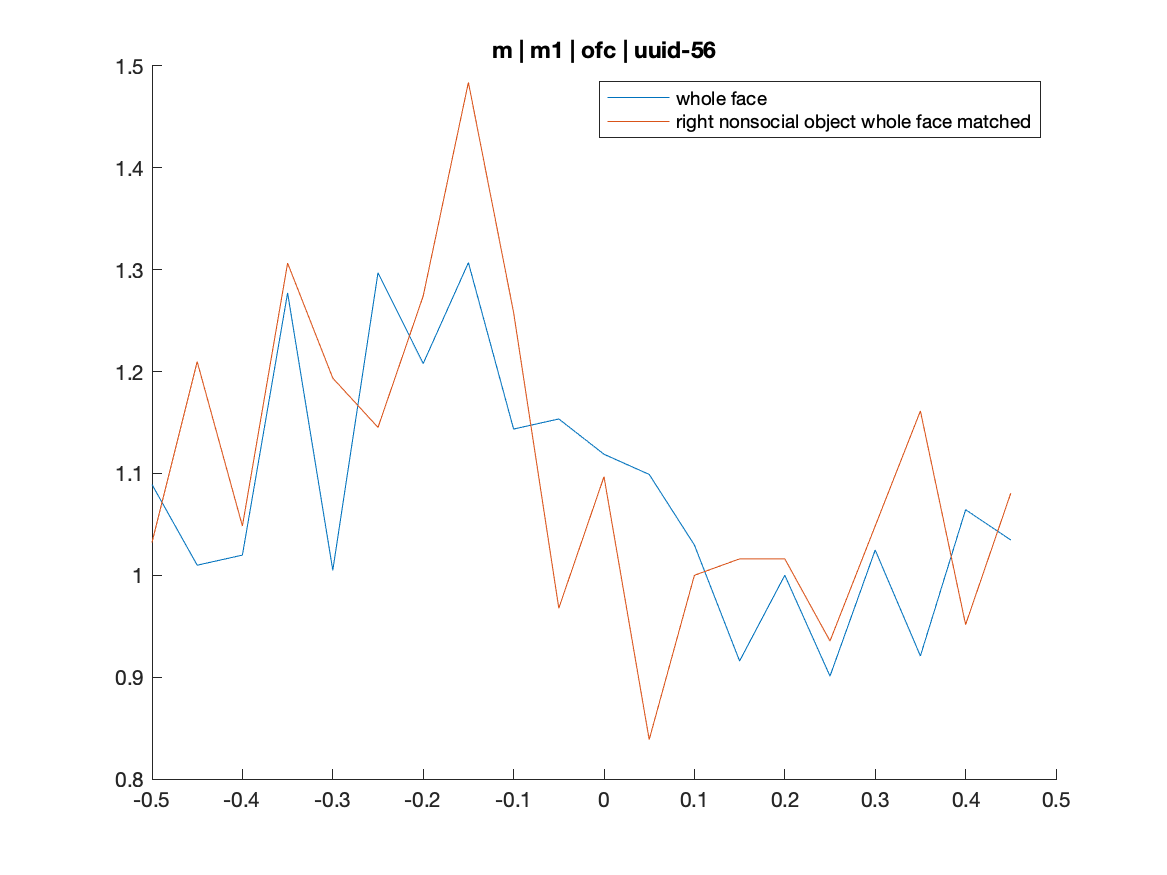 m | m1 | ofc | uuid-56
1.5
whole face
right nonsocial object whole face matched
1.4
1.3
1.2
1.1
1
0.9
0.8
-0.5 -0.4 -0.3 -0.2 -0.1 0 0.1 0.2 0.3 0.4 0.5